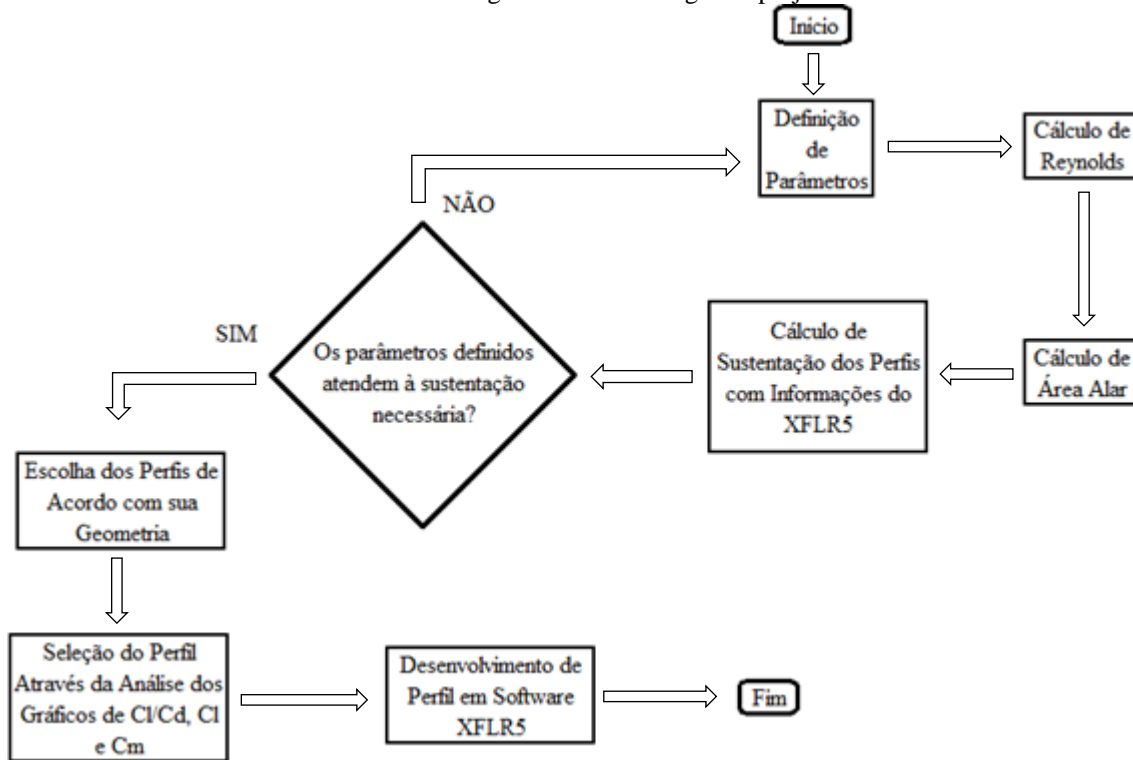 Inicio
Definição
de
Parâmetros
Cálculo de
Reynolds
Cálculo de
Área Alar
Cálculo de
Sustentação dos Perfis
com Informações do
XFLR5
Os parâmetros definidos
atendem à sustentação
necessária?
NÃO
SIM
Escolha dos Perfis de
Acordo com sua
Geometria
Seleção do Perfil
Através da Análise dos
Gráficos de Cl/Cd, Cl
e Cm
Desenvolvimento de
Perfil em Software
XFLR5
Fim